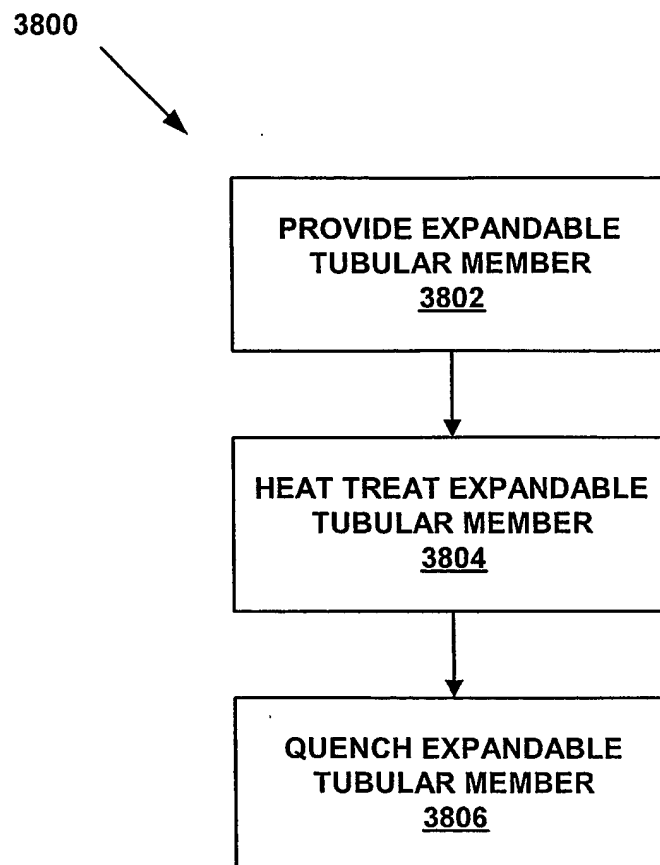 3800
PROVIDE EXPANDABLE
TUBULAR MEMBER
3802
HEAT TREAT EXPANDABLE
TUBULAR MEMBER
3804
QUENCH EXPANDABLE
TUBULAR MEMBER
3806